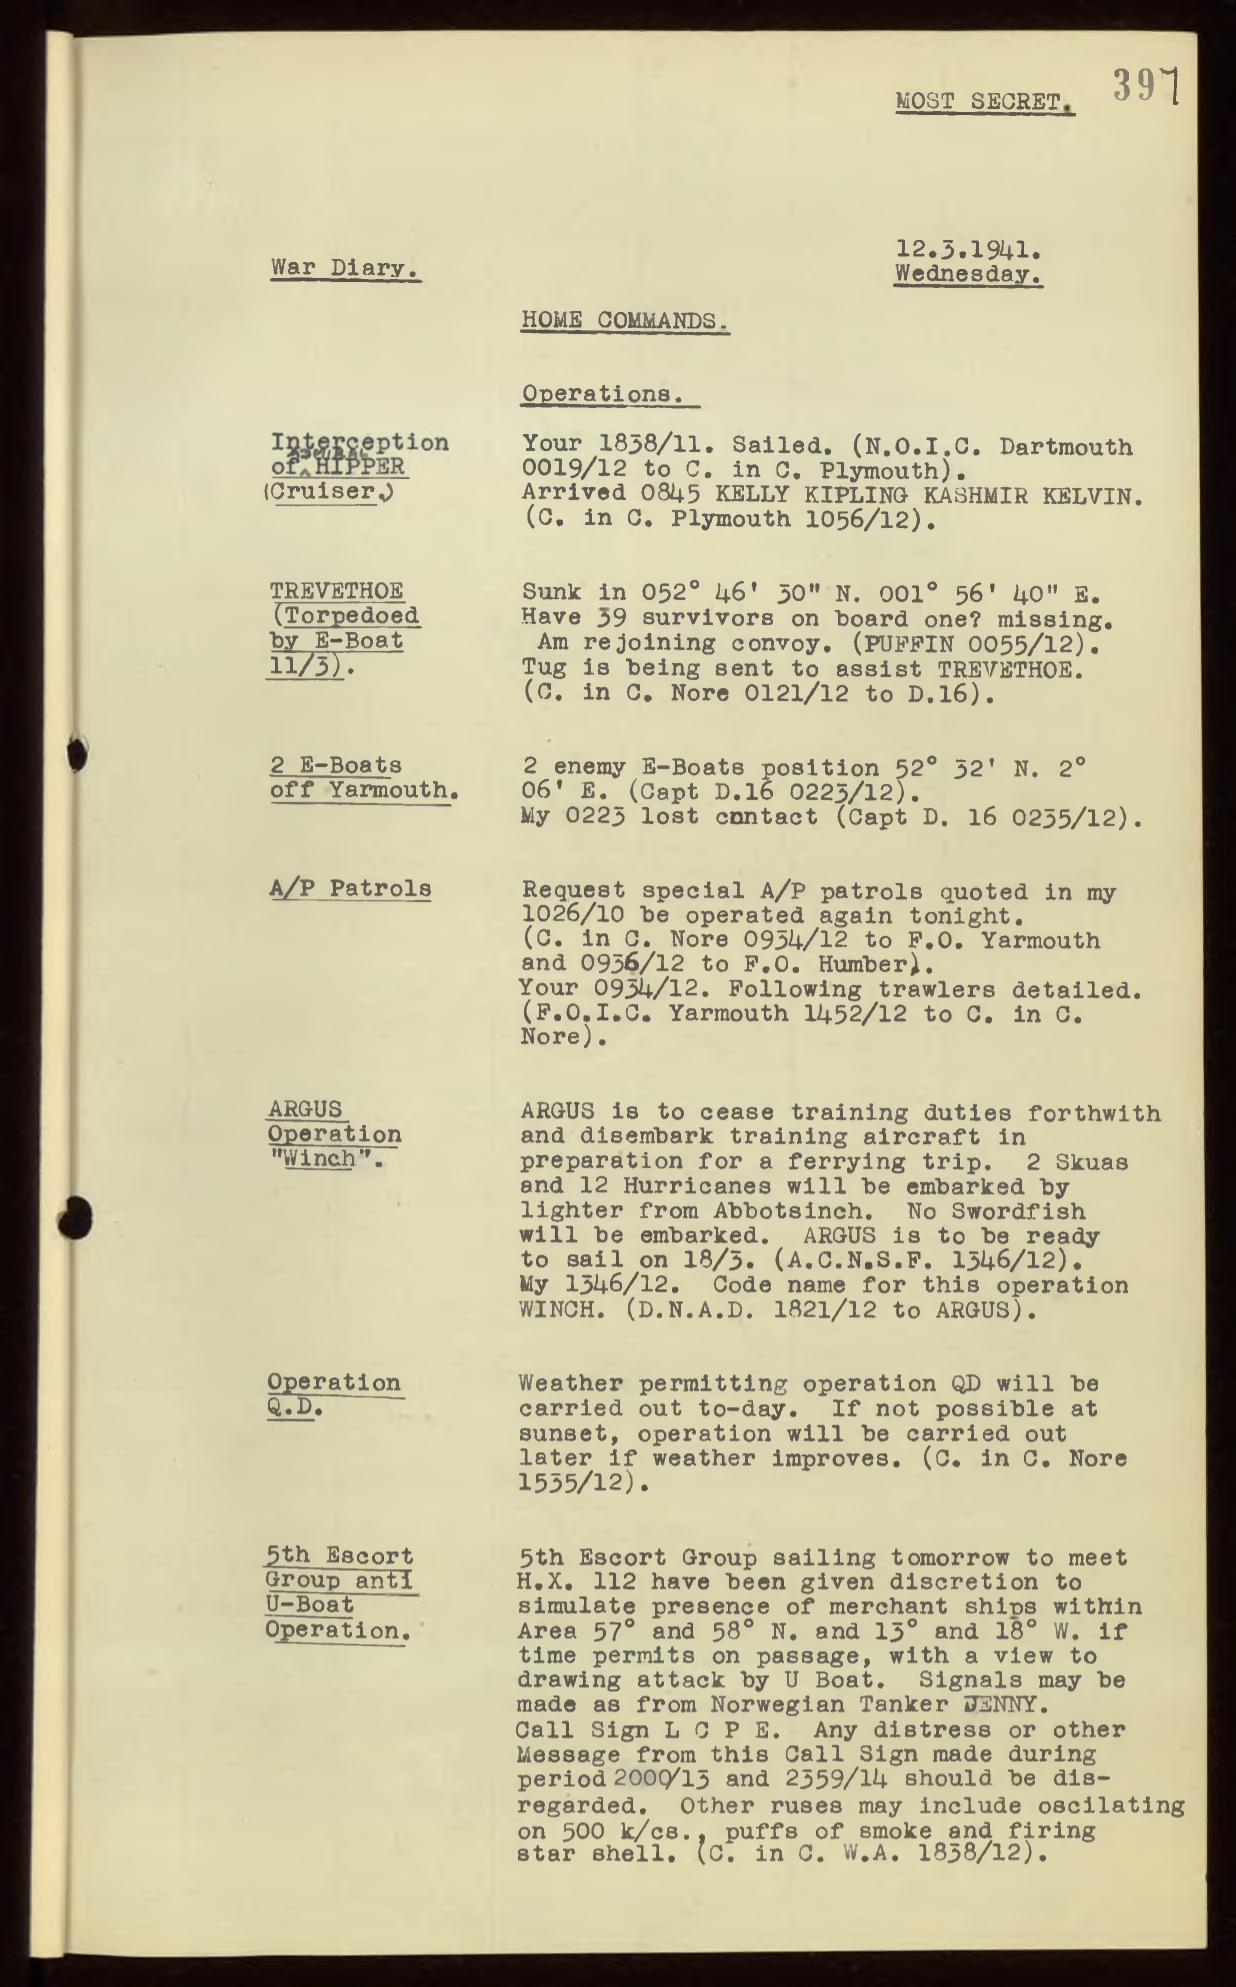 MOST SECRET. 397
12.3.1941.
War Diary. Wednesday.
HOME COMMANDS.
Operations.
Interception
of HIPPER
(Cruiser.)
Your 1838/11. Sailed. (N.O.I.C. Dartmouth
0019/12 to C. in C. Plymouth).
Arrived 0845 KELLY KIPLING KASHMIR KELVIN.
(C. in C. Plymouth 1056/12).
TREVETHOE
(Torpedoed
by E-Boat
11/3).
Sunk in 052° 46' 30" N. 001° 56' 40" E.
Have 39 survivors on board one? missing.
Am rejoining convoy. (PUFFIN 0055/12).
Tug is being sent to assist TREVETHOE.
(C. in C. Nore 0121/12 to D.16).
2 E-Boats
off Yarmouth.
2 enemy E-Boats position 52° 32' N. 2°
06' E. (Capt D.16 0223/12).
My 0223 lost contact (Capt D. 16 0235/12).
A/P Patrols
Request special A/P patrols quoted in my
1026/10 be operated again tonight.
(C. in C. Nore 0934/12 to F.O. Yarmouth
and 0936/12 to F.O. Humber).
Your 0934/12. Following trawlers detailed.
(F.O.I.C. Yarmouth 1452/12 to C. in C.
Nore).
ARGUS
Operation
"Winch".
ARGUS is to cease training duties forthwith
and disembark training aircraft in
preparation for a ferrying trip. 2 Skuas
and 12 Hurricanes will be embarked by
lighter from Abbotsinch. No Swordfish
will be embarked. ARGUS is to be ready
to sail on 18/3. (A.C.N.S.F. 1346/12).
My 1346/12. Code name for this operation
WINCH. (D.N.A.D. 1821/12 to ARGUS).
Operation
Q.D.
Weather permitting operation QD will be
carried out to-day. If not possible at
sunset, operation will be carried out
later if weather improves. (C. in C. Nore
1535/12).
5th Escort
Group anti
U-Boat
Operation.
5th Escort Group sailing tomorrow to meet
H.X. 112 have been given discretion to
simulate presence of merchant ships within
Area 57° and 58° N. and 13° and 18° W. if
time permits on passage, with a view to
drawing attack by U Boat. Signals may be
made as from Norwegian Tanker JENNY.
Call Sign L C P E. Any distress or other
Message from this Call Sign made during
period 2000/13 and 2359/14 should be dis-
regarded. Other ruses may include oscilating
on 500 k/cs., puffs of smoke and firing
star shell. (C. in C. W.A. 1838/12).